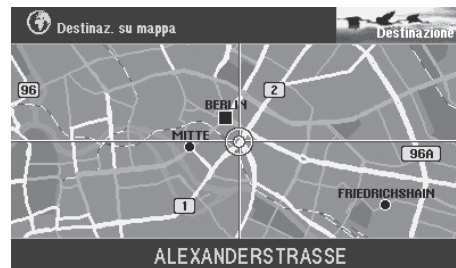 Destinaz. su mappa
Destinazione
96
2
BERLIN
MITTE
96A
FRIEDRICHSHAIN
1
ALEXANDERSTRASSE